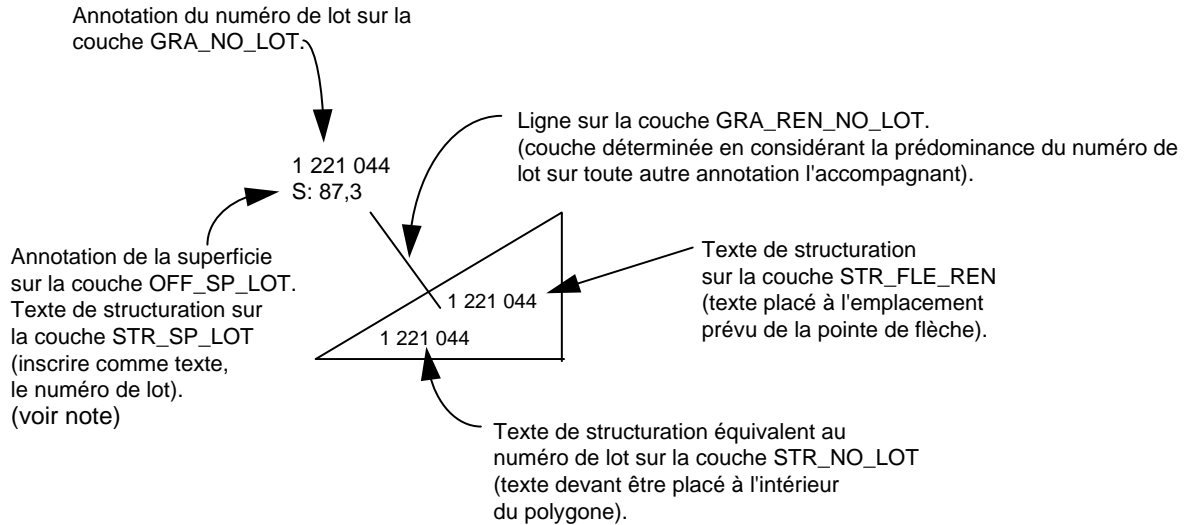 Annotation du numéro de lot sur la
couche GRA_NO_LOT.
Ligne sur la couche GRA_REN_NO_LOT.
(couche déterminée en considérant la prédominance du numéro de
lot sur toute autre annotation l'accompagnant).
1 221 044
S: 87,3
Annotation de la superficie
sur la couche OFF_SP_LOT.
Texte de structuration sur
la couche STR_SP_LOT
(inscrire comme texte,
le numéro de lot).
(voir note)
Texte de structuration
sur la couche STR_FLE_REN
(texte placé à l'emplacement
prévu de la pointe de flèche).
1 221 044
1 221 044
Texte de structuration équivalent au
numéro de lot sur la couche STR_NO_LOT
(texte devant être placé à l'intérieur
du polygone).